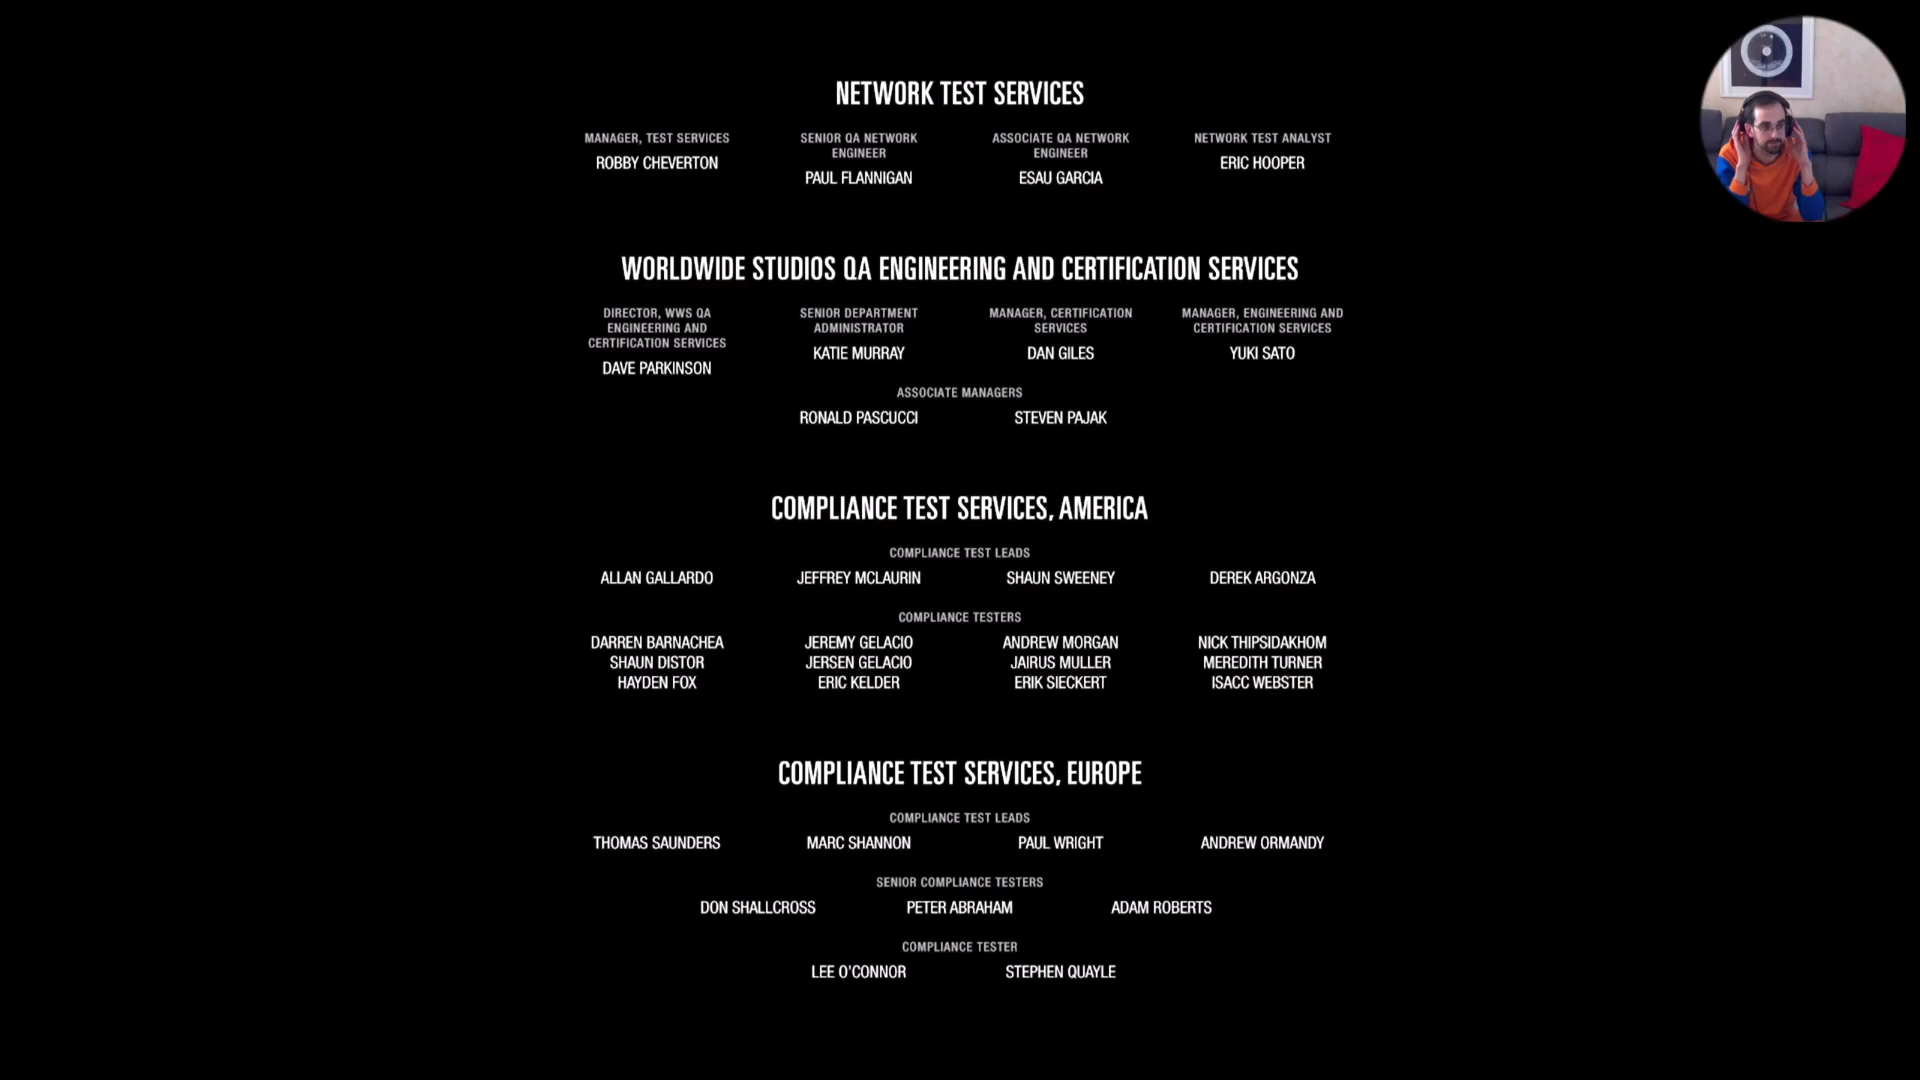 NETWORK TEST SERVICES
MANAGER, TEST SERVICES
ROBBY CHEVERTON
SENIOR QA NETWORK
ENGINEER
PAUL FLANNIGAN
ASSOCIATE QA NETWORK
ENGINEER
ESAU GARCIA
NETWORK TEST ANALYST
ERIC HOOPER
WORLDWIDE STUDIOS QA ENGINEERING AND CERTIFICATION SERVICES
DIRECTOR, WWS QA
ENGINEERING AND
CERTIFICATION SERVICES
DAVE PARKINSON
SENIOR DEPARTMENT
ADMINISTRATOR
KATIE MURRAY
MANAGER, CERTIFICATION
SERVICES
DAN GILES
MANAGER, ENGINEERING AND
CERTIFICATION SERVICES
YUKI SATO
ASSOCIATE MANAGERS
RONALD PASCUCCI STEVEN PAJAK
COMPLIANCE TEST SERVICES, AMERICA
COMPLIANCE TEST LEADS
ALLAN GALLARDO JEFFREY MCLAURIN SHAUN SWEENEY DEREK ARGONZA
COMPLIANCE TESTERS
DARREN BARNACHEA JEREMY GELACIO ANDREW MORGAN NICK THIPSIDAKHOM
SHAUN DISTOR JERSEN GELACIO JAIRUS MULLER MEREDITH TURNER
HAYDEN FOX ERIC KELDER ERIK SIECKERT ISACC WEBSTER
COMPLIANCE TEST SERVICES, EUROPE
COMPLIANCE TEST LEADS
THOMAS SAUNDERS MARC SHANNON PAUL WRIGHT ANDREW ORMANDY
SENIOR COMPLIANCE TESTERS
DON SHALLCROSS PETER ABRAHAM ADAM ROBERTS
COMPLIANCE TESTER
LEE O'CONNOR STEPHEN QUAYLE